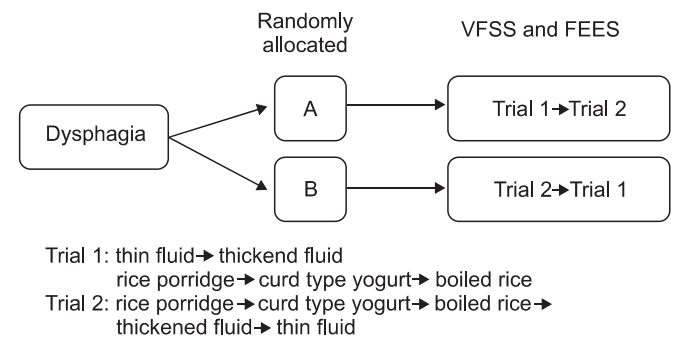 Randomly
allocated
VFSS and FEES
Dysphagia
A
Trial 1→Trial 2
B
Trial 2→Trial 1
Trial 1: thin fluid→ thickend fluid
rice porridge→ curd type yogurt→ boiled rice
Trial 2: rice porridge→ curd type yogurt→ boiled rice→
thickened fluid→ thin fluid